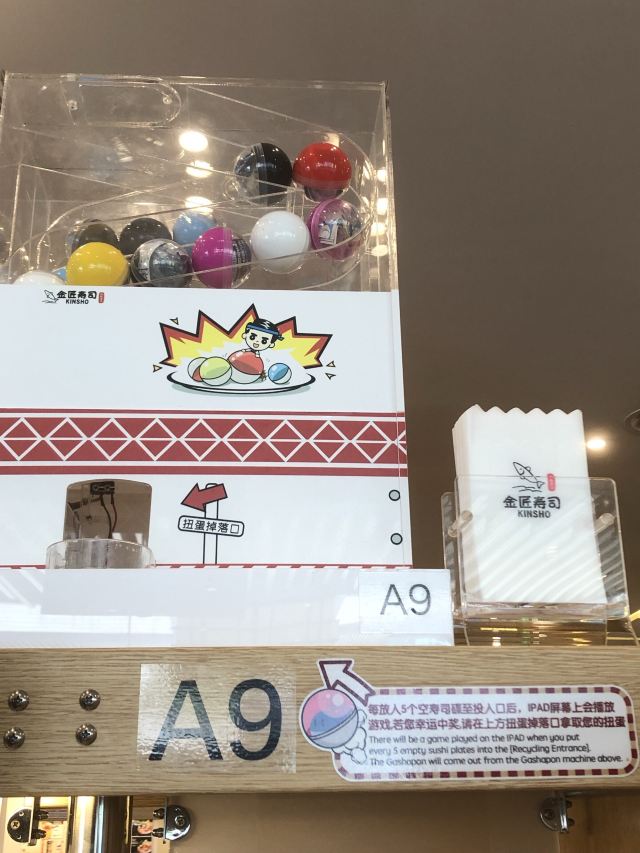 金匠寿司
KINSHO
扭蛋掉落口
金匠寿司
KINSHO
A9
A9
每放入5个空寿司碟至投入口后，IPAD屏幕上会播放
游戏,若您幸运中奖,请在上方扭蛋掉落口拿取您的扭蛋
There will be a game played on the IPAD when you put
every 5 empty sushi plates into the [Recycling Entrance].
The Gashapon will come out from the Gashapon machine above.